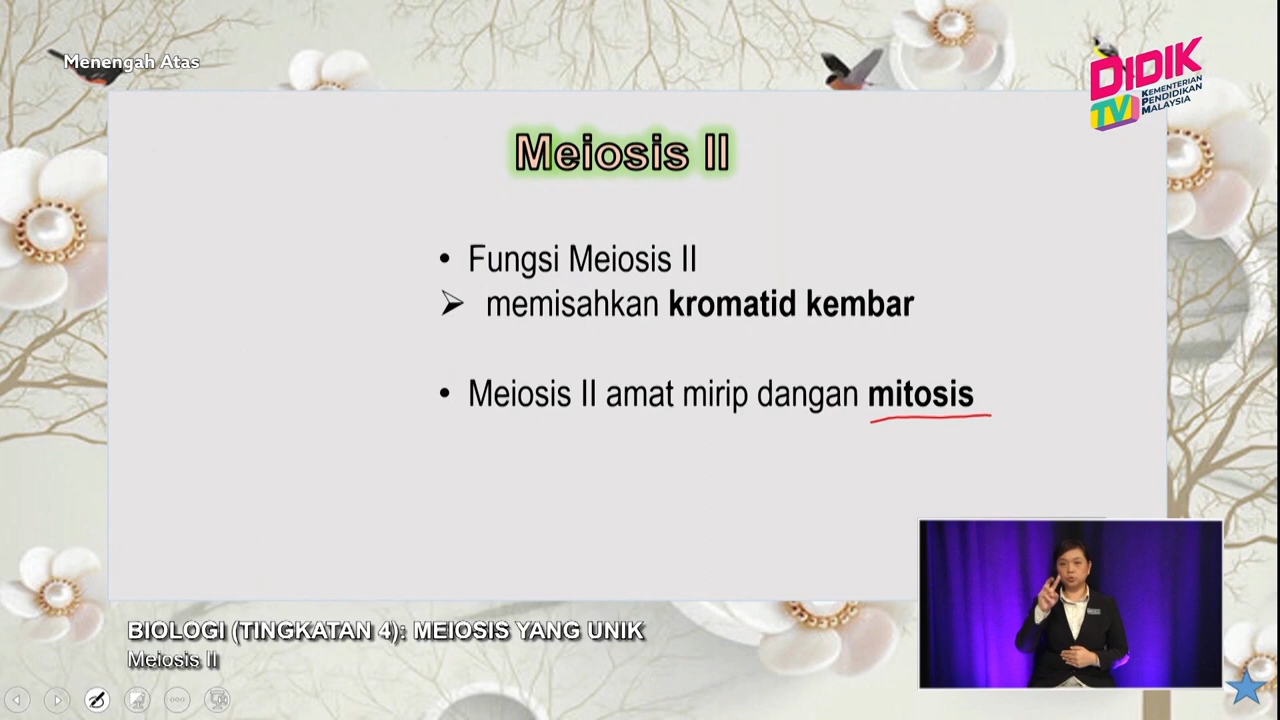 Menengah Atas
DIDIK
TV
KEMENTERIAN
PENDIDIKAN
MALAYSIA
Meiosis II
• Fungsi Meiosis II
➢ memisahkan kromatid kembar
• Meiosis II amat mirip dangan mitosis
BIOLOGI (TINGKATAN 4): MEIOSIS YANG UNIK
Meiosis II